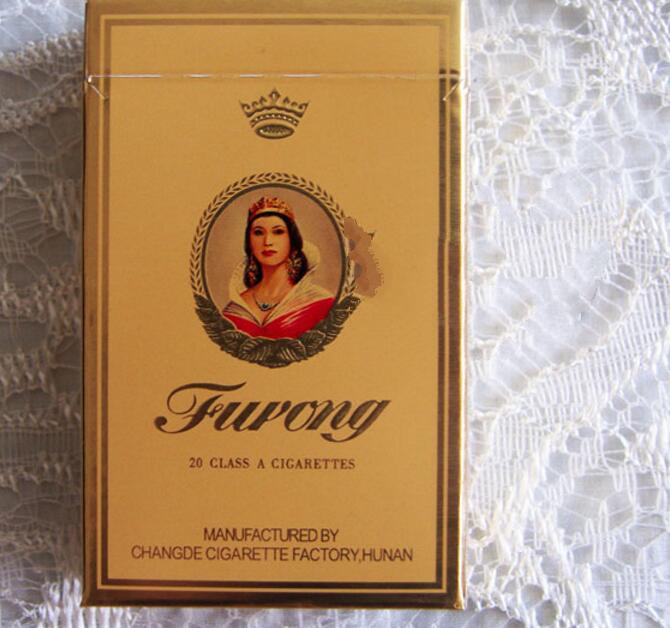 Furong
20 CLASS A CIGARETTES
MANUFACTURED BY
CHANGDE CIGARETTE FACTORY,HUNAN